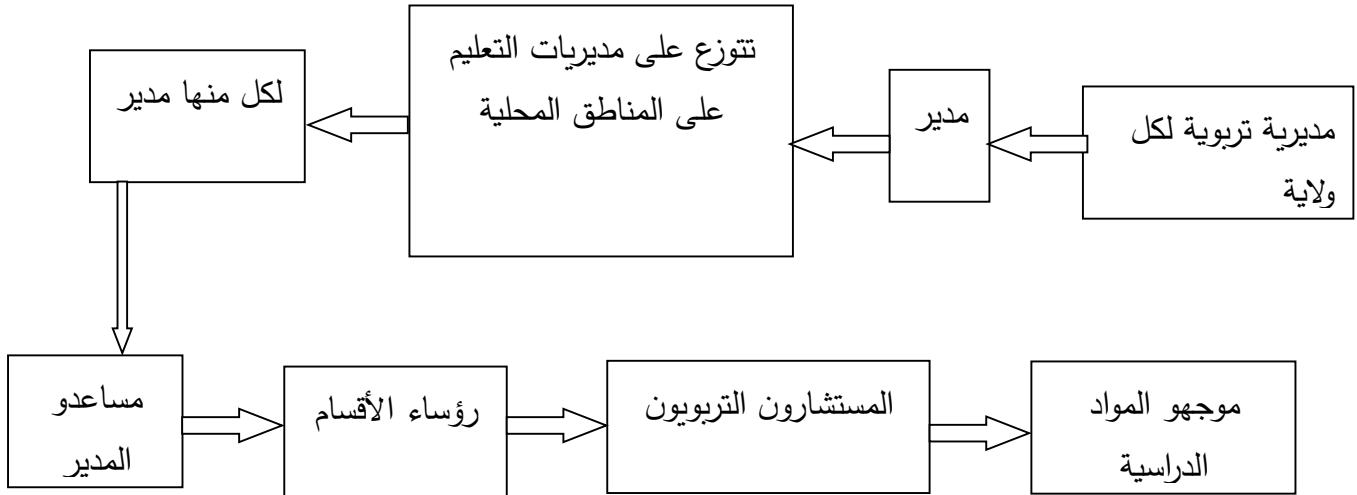 مديرية تربوية لكل
ولاية
مدير
تتوزع على مديريات التعليم
على المناطق المحلية
لكل منها مدير
مساعدو
المدير
رؤساء الأقسام
المستشارون التربويون
موجهو المواد
الدراسية